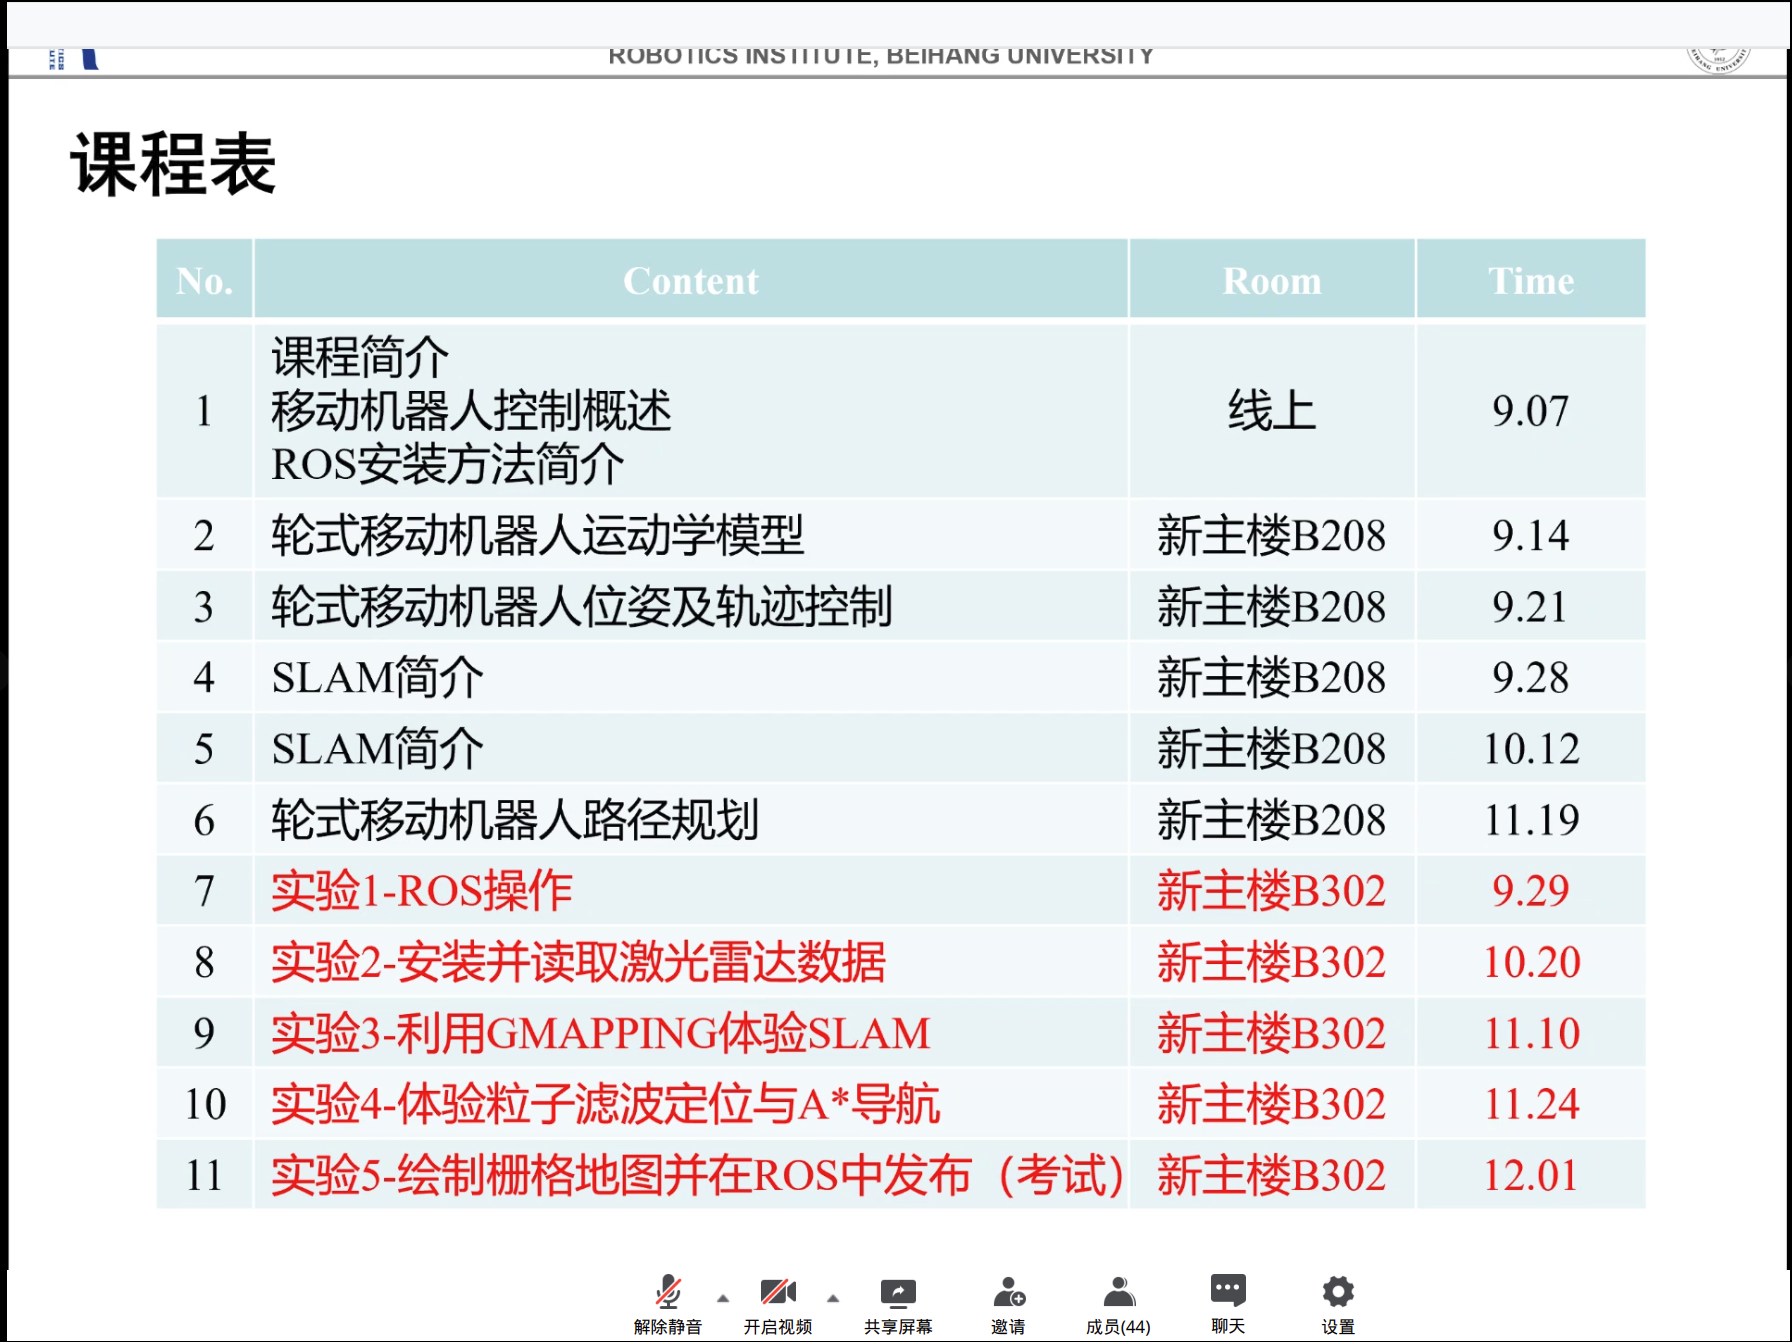 TICS
UTE
ROBOTICS INSTITUTE, BEIHANG UNIVERSITY
1952
BEIHANG UNIVERSITY
课程表
No. Content Room Time
1 课程简介 线上 9.07
移动机器人控制概述
ROS安装方法简介
2 轮式移动机器人运动学模型 新主楼B208 9.14
3 轮式移动机器人位姿及轨迹控制 新主楼B208 9.21
4 SLAM简介 新主楼B208 9.28
5 SLAM简介 新主楼B208 10.12
6 轮式移动机器人路径规划 新主楼B208 11.19
7 实验1-ROS操作 新主楼B302 9.29
8 实验2-安装并读取激光雷达数据 新主楼B302 10.20
9 实验3-利用GMAPPING体验SLAM 新主楼B302 11.10
10 实验4-体验粒子滤波定位与A*导航 新主楼B302 11.24
11 实验5-绘制栅格地图并在ROS中发布（考试） 新主楼B302 12.01
解除静音 开启视频 共享屏幕 邀请 成员(44) 聊天 设置